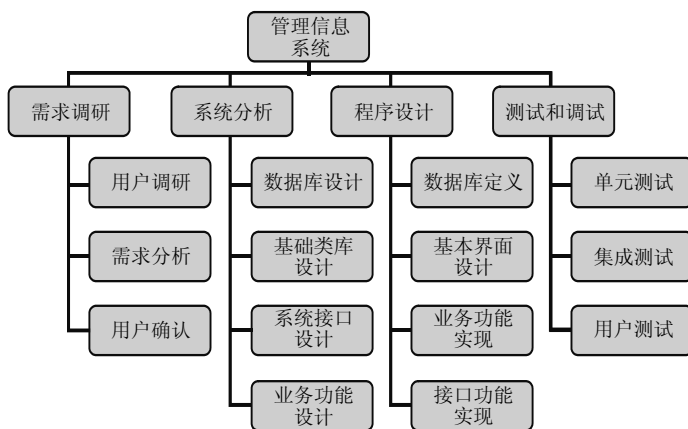 管理信息
系统
需求调研
系统分析
程序设计
测试和调试
用户调研
数据库设计
数据库定义
单元测试
需求分析
基础类库
设计
基本界面
设计
集成测试
用户确认
系统接口
设计
业务功能
实现
用户测试
业务功能
设计
接口功能
实现